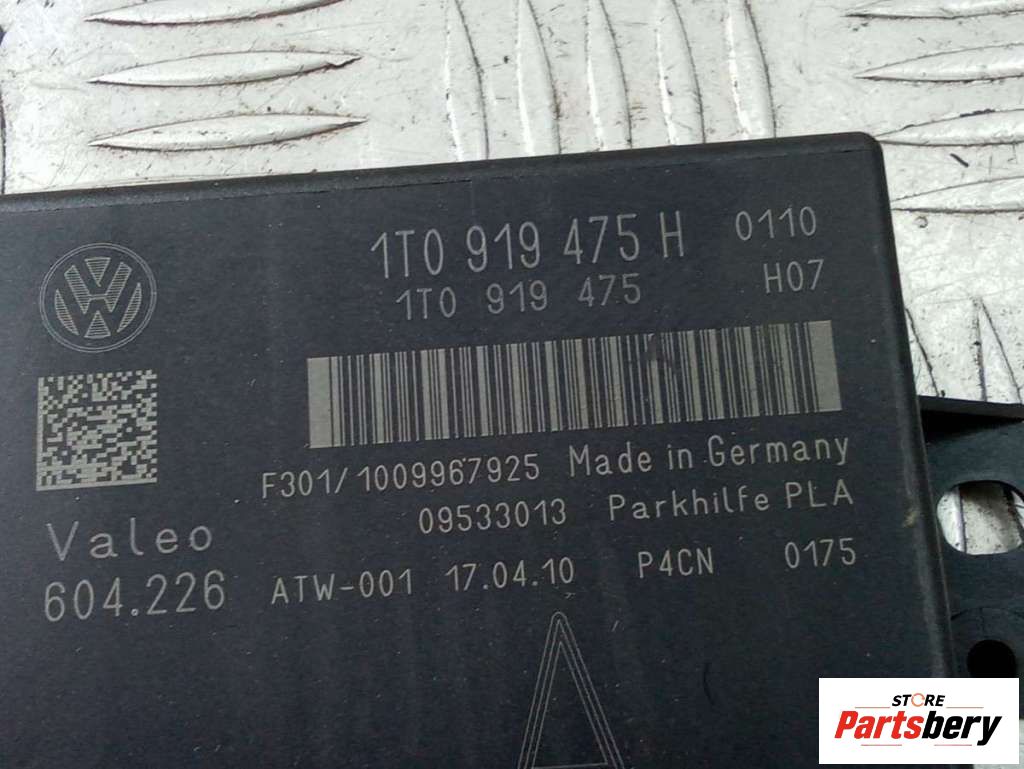 1T0 919 475 H 0110
1T0 919 475 H07
F301/1009967925 Made in Germany
09533013 Parkhilfe PLA
Valeo
604.226 ATW-001 17.04.10 P4CN 0175
STORE
Partsbery